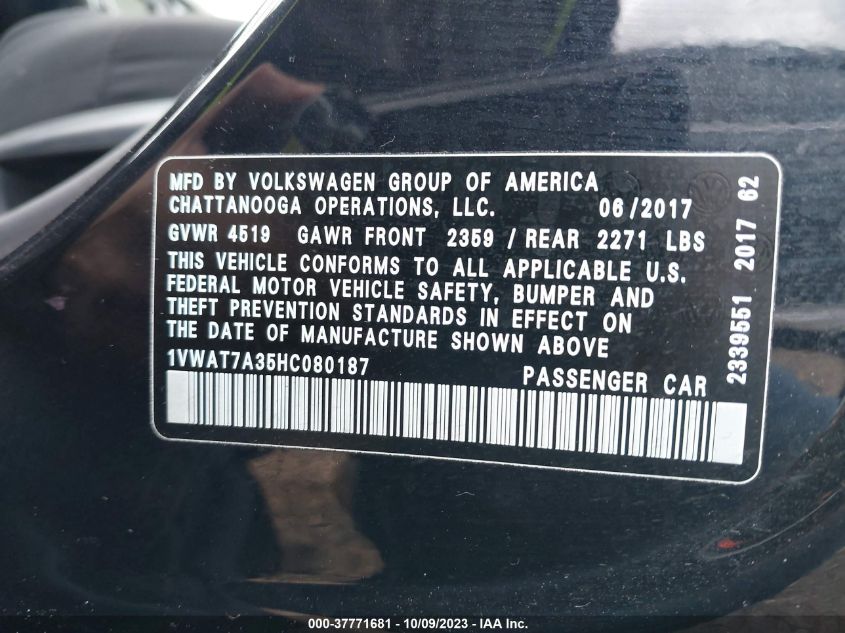 MFD BY VOLKSWAGEN GROUP OF AMERICA
CHATTANOOGA OPERATIONS, LLC. 06/2017
GVWR 4519 GAWR FRONT 2359 / REAR 2271 LBS
THIS VEHICLE CONFORMS TO ALL APPLICABLE U.S.
FEDERAL MOTOR VEHICLE SAFETY, BUMPER AND
THEFT PREVENTION STANDARDS IN EFFECT ON
THE DATE OF MANUFACTURE SHOWN ABOVE
1VWAT7A35HC080187 PASSENGER CAR
2339551 2017 62
000-37771681 - 10/09/2023 - IAA Inc.